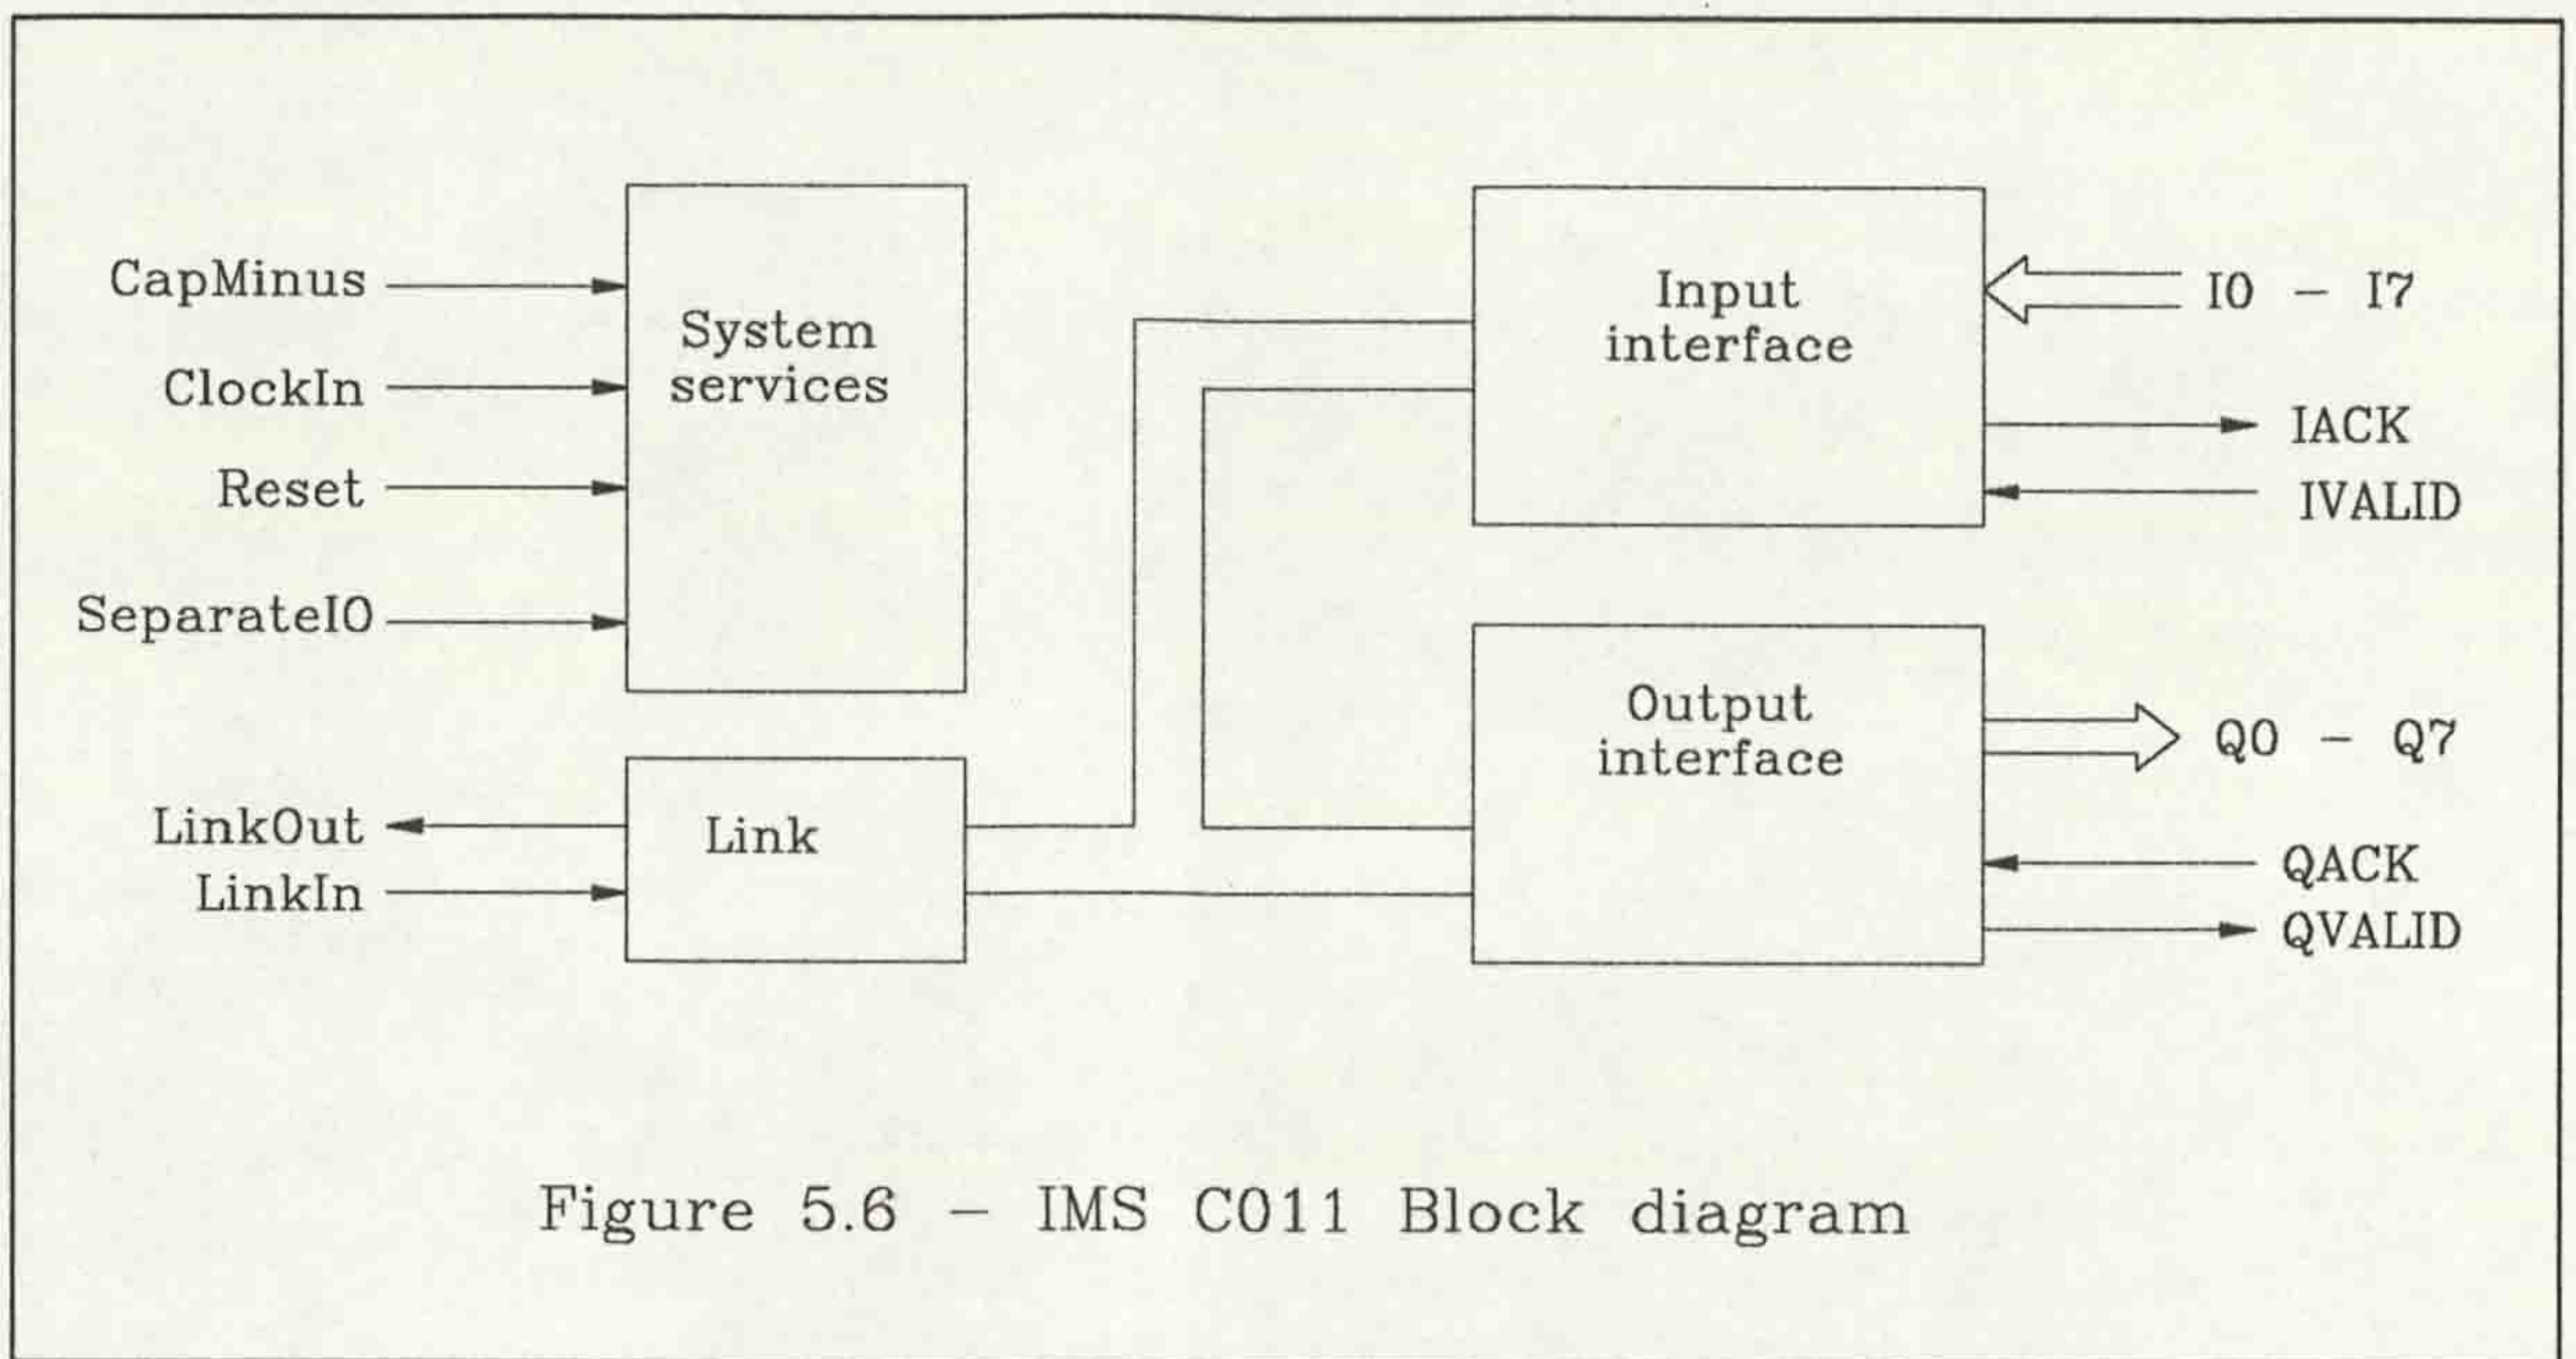 CapMinus
ClockIn
Reset
SeparateIO
System
services
LinkOut
LinkIn
Link
Input
interface
I0 - I7
IACK
IVALID
Output
interface
Q0 - Q7
QACK
QVALID
Figure 5.6 - IMS C011 Block diagram